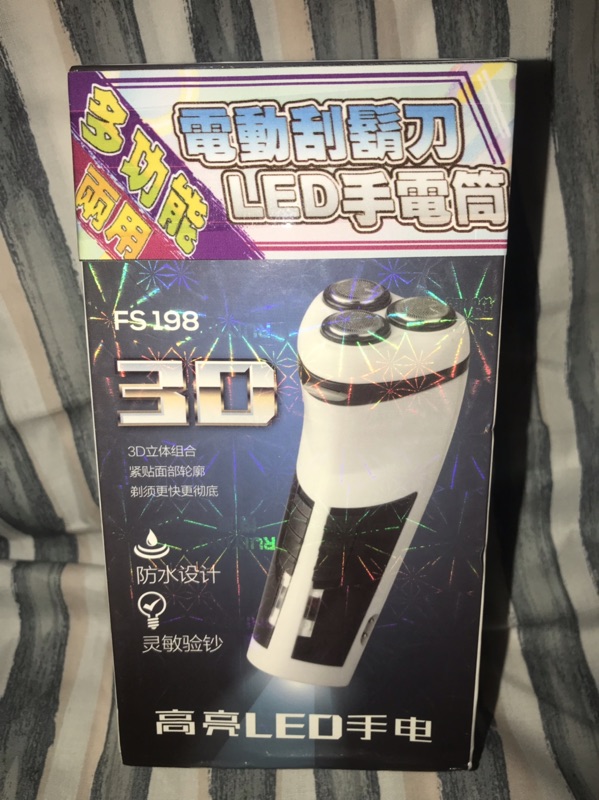 多功能
兩用
電動刮鬍刀
LED手電筒
FS198
3D
3D立体组合
紧贴面部轮廓
剃须更快更彻底
防水设计
灵敏验钞
高亮LED手电